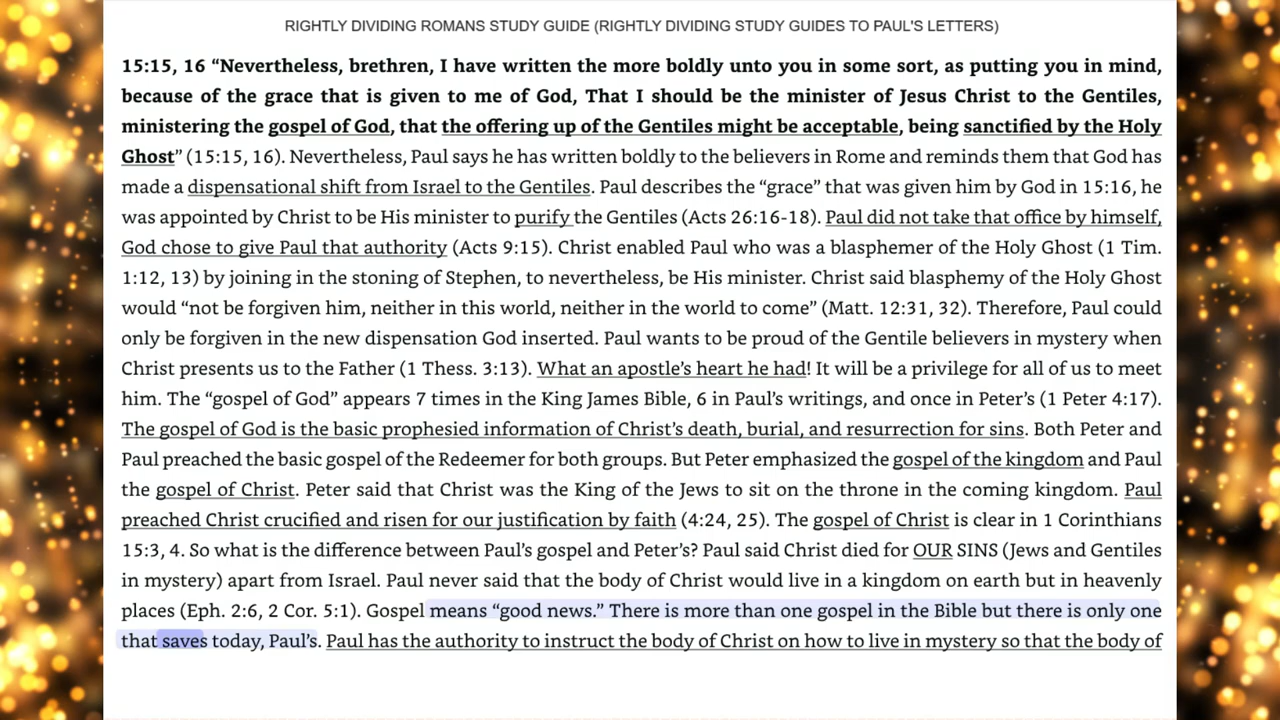 RIGHTLY DIVIDING ROMANS STUDY GUIDE (RIGHTLY DIVIDING STUDY GUIDES TO PAUL'S LETTERS)
15:15, 16 “Nevertheless, brethren, I have written the more boldly unto you in some sort, as putting you in mind,
because of the grace that is given to me of God, That I should be the minister of Jesus Christ to the Gentiles,
ministering the gospel of God, that the offering up of the Gentiles might be acceptable, being sanctified by the Holy
Ghost” (15:15, 16). Nevertheless, Paul says he has written boldly to the believers in Rome and reminds them that God has
made a dispensational shift from Israel to the Gentiles. Paul describes the “grace” that was given him by God in 15:16, he
was appointed by Christ to be His minister to purify the Gentiles (Acts 26:16-18). Paul did not take that office by himself,
God chose to give Paul that authority (Acts 9:15). Christ enabled Paul who was a blasphemer of the Holy Ghost (1 Tim.
1:12, 13) by joining in the stoning of Stephen, to nevertheless, be His minister. Christ said blasphemy of the Holy Ghost
would “not be forgiven him, neither in this world, neither in the world to come” (Matt. 12:31, 32). Therefore, Paul could
only be forgiven in the new dispensation God inserted. Paul wants to be proud of the Gentile believers in mystery when
Christ presents us to the Father (1 Thess. 3:13). What an apostle’s heart he had! It will be a privilege for all of us to meet
him. The “gospel of God” appears 7 times in the King James Bible, 6 in Paul’s writings, and once in Peter’s (1 Peter 4:17).
The gospel of God is the basic prophesied information of Christ’s death, burial, and resurrection for sins. Both Peter and
Paul preached the basic gospel of the Redeemer for both groups. But Peter emphasized the gospel of the kingdom and Paul
the gospel of Christ. Peter said that Christ was the King of the Jews to sit on the throne in the coming kingdom. Paul
preached Christ crucified and risen for our justification by faith (4:24, 25). The gospel of Christ is clear in 1 Corinthians
15:3, 4. So what is the difference between Paul’s gospel and Peter’s? Paul said Christ died for OUR SINS (Jews and Gentiles
in mystery) apart from Israel. Paul never said that the body of Christ would live in a kingdom on earth but in heavenly
places (Eph. 2:6, 2 Cor. 5:1). Gospel means “good news.” There is more than one gospel in the Bible but there is only one
that saves today, Paul’s. Paul has the authority to instruct the body of Christ on how to live in mystery so that the body of